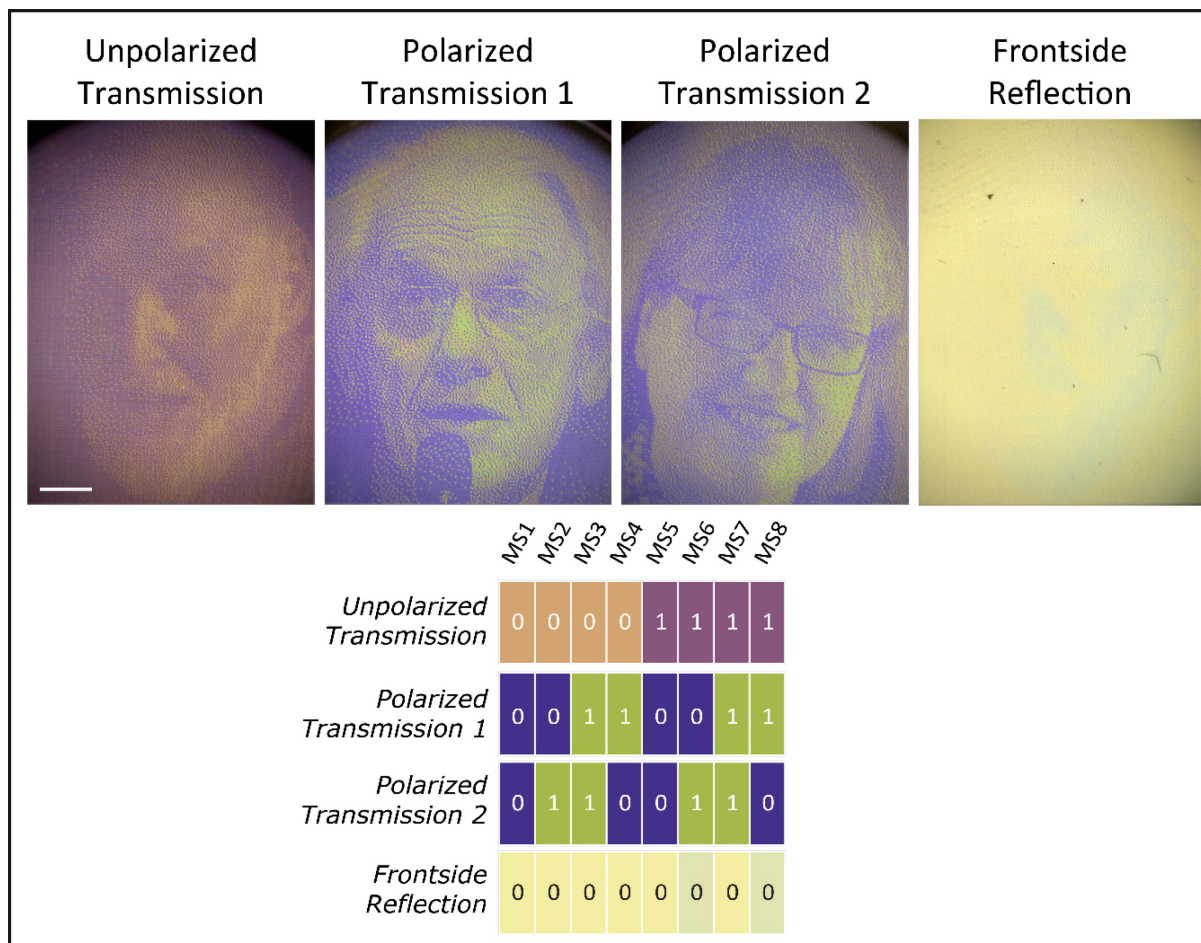 Unpolarized
Transmission
Polarized
Transmission 1
Polarized
Transmission 2
Frontside
Reflection
MS1 MS2 MS3 MS4 MS5 MS6 MS7 MS8
Unpolarized
Transmission
0 0 0 0 1 1 1 1
Polarized
Transmission 1
0 0 1 1 0 0 1 1
Polarized
Transmission 2
0 1 1 0 0 1 1 0
Frontside
Reflection
0 0 0 0 0 0 0 0